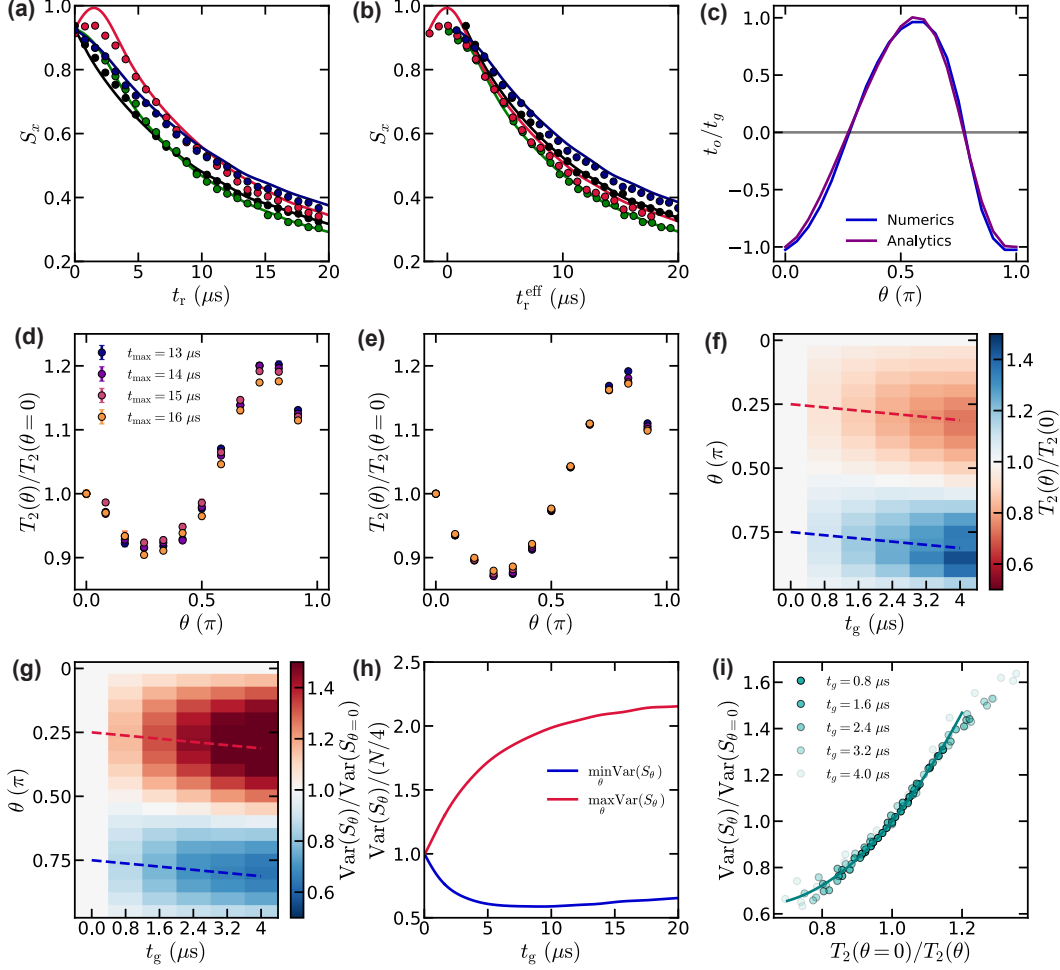 (a)
1.0
0.8
0.6
0.4
0.2
S_x
0
5
10
15
20
t_r (μs)
(b)
1.0
0.8
0.6
0.4
0.2
S_x
0
10
20
t_r^eff (μs)
(c)
1.0
0.5
0.0
−0.5
−1.0
t_o/t_g
Numerics
Analytics
0.0
0.5
1.0
θ (π)
(d)
1.2
1.1
1.0
0.9
T_2(θ)/T_2(θ=0)
t_max = 13 μs
t_max = 14 μs
t_max = 15 μs
t_max = 16 μs
0.0
0.5
1.0
θ (π)
(e)
1.2
1.1
1.0
0.9
T_2(θ)/T_2(θ=0)
0.0
0.5
1.0
θ (π)
(f)
0
0.25
0.50
0.75
θ (π)
0.0 0.8 1.6 2.4 3.2 4
t_g (μs)
1.4
1.2
1.0
0.8
0.6
T_2(θ)/T_2(0)
(g)
0
0.25
0.50
0.75
θ (π)
0.0 0.8 1.6 2.4 3.2 4
t_g (μs)
1.4
1.2
1.0
0.8
0.6
Var(S_θ)/Var(S_θ=0)
(h)
2.5
2.0
1.5
1.0
0.5
Var(S_θ)/(N/4)
min_θ Var(S_θ)
max_θ Var(S_θ)
0
5
10
15
20
t_g (μs)
(i)
1.6
1.4
1.2
1.0
0.8
0.6
Var(S_θ)/Var(S_θ=0)
t_g = 0.8 μs
t_g = 1.6 μs
t_g = 2.4 μs
t_g = 3.2 μs
t_g = 4.0 μs
0.8
1.0
1.2
T_2(θ=0)/T_2(θ)